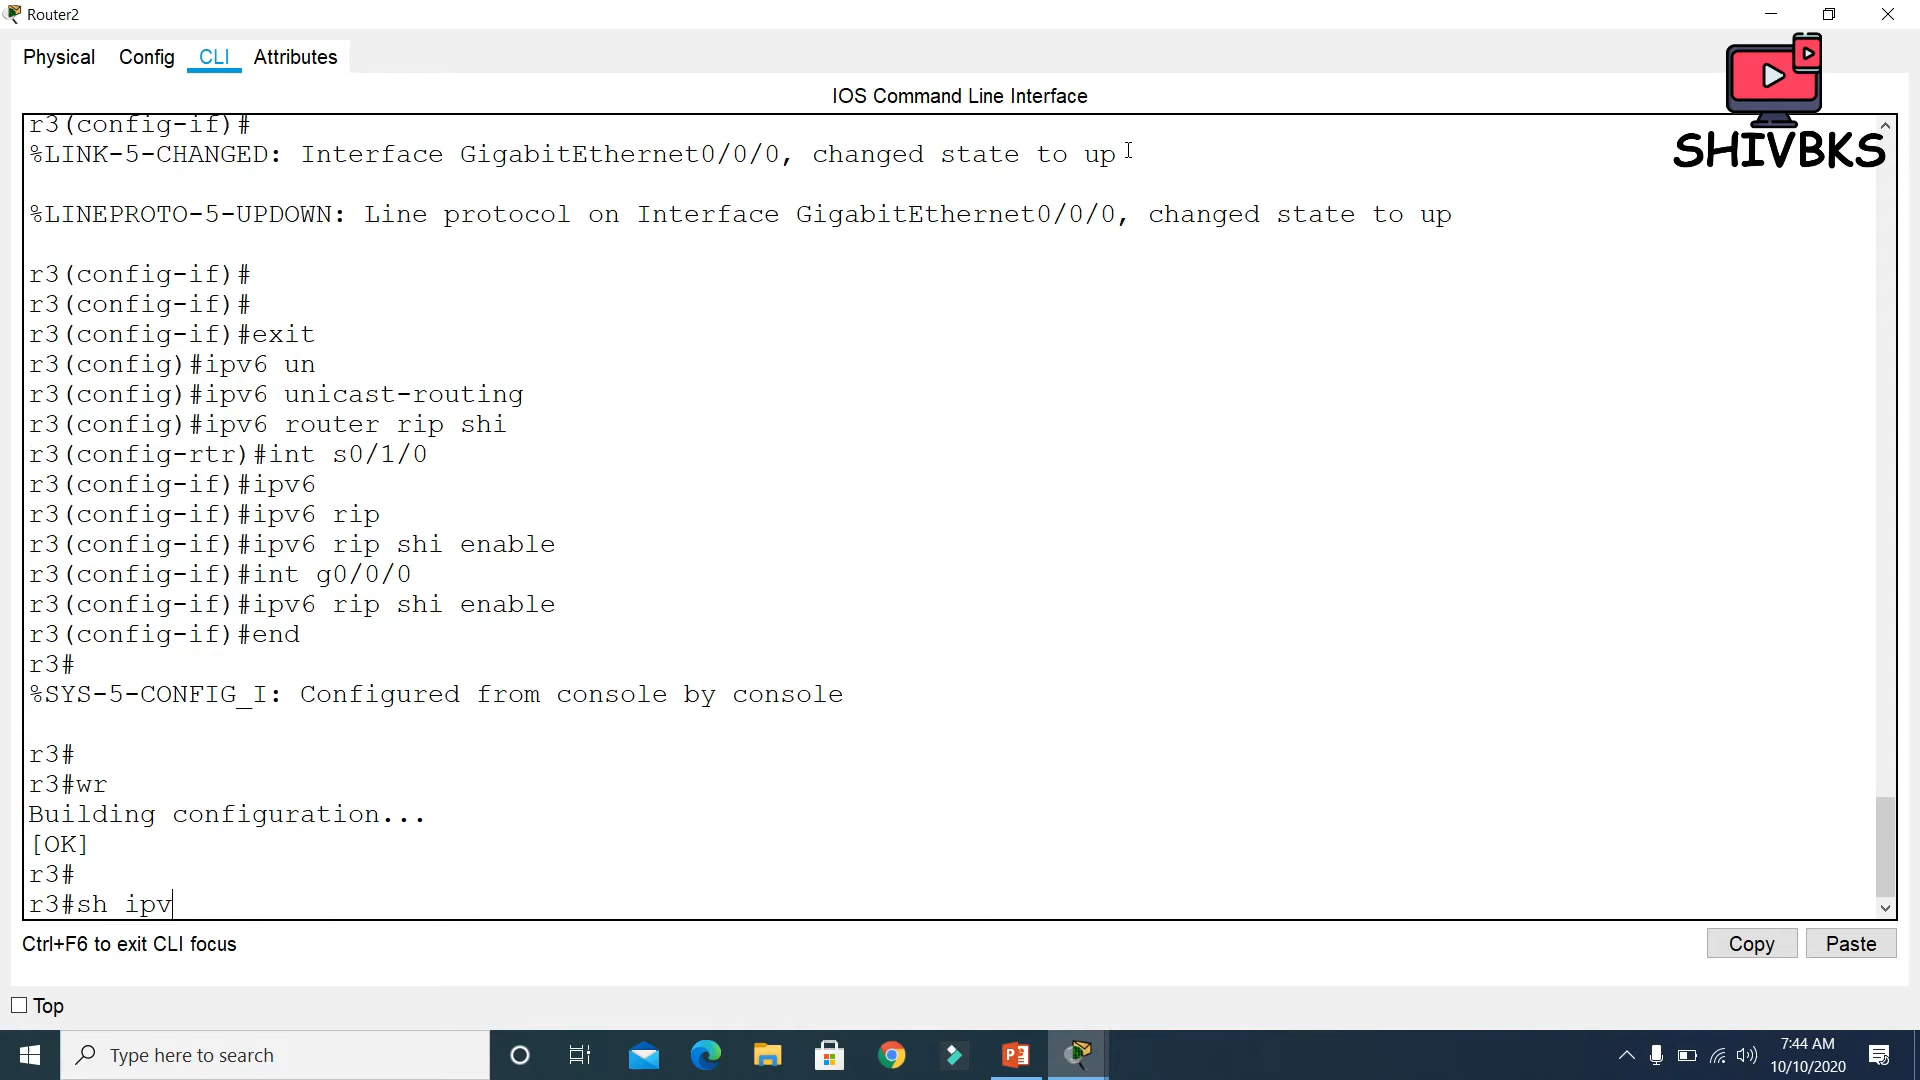 Router2
Physical Config CLI Attributes
IOS Command Line Interface
SHIVBKS
r3(config-if)#
%LINK-5-CHANGED: Interface GigabitEthernet0/0/0, changed state to up
%LINEPROTO-5-UPDOWN: Line protocol on Interface GigabitEthernet0/0/0, changed state to up
r3(config-if)#
r3(config-if)#
r3(config-if)#exit
r3(config)#ipv6 un
r3(config)#ipv6 unicast-routing
r3(config)#ipv6 router rip shi
r3(config-rtr)#int s0/1/0
r3(config-if)#ipv6
r3(config-if)#ipv6 rip
r3(config-if)#ipv6 rip shi enable
r3(config-if)#int g0/0/0
r3(config-if)#ipv6 rip shi enable
r3(config-if)#end
r3#
%SYS-5-CONFIG_I: Configured from console by console
r3#
r3#wr
Building configuration...
[OK]
r3#
r3#sh ipv
Ctrl+F6 to exit CLI focus
Copy Paste
Top
Type here to search
7:44 AM
10/10/2020